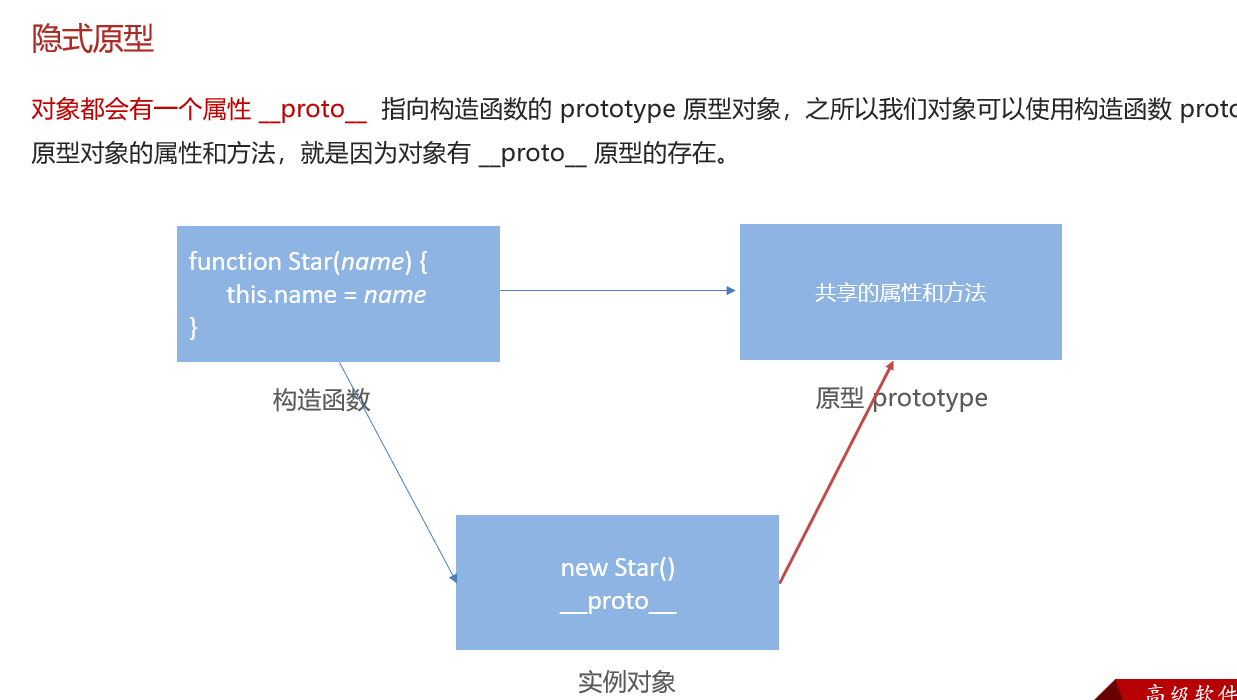 隐式原型
对象都会有一个属性 __proto__ 指向构造函数的 prototype 原型对象，之所以我们对象可以使用构造函数
原型对象的属性和方法，就是因为对象有 __proto__ 原型的存在。
function Star(name) {
this.name = name
}
共享的属性和方法
构造函数
原型 prototype
new Star()
__proto__
实例对象
高级软件